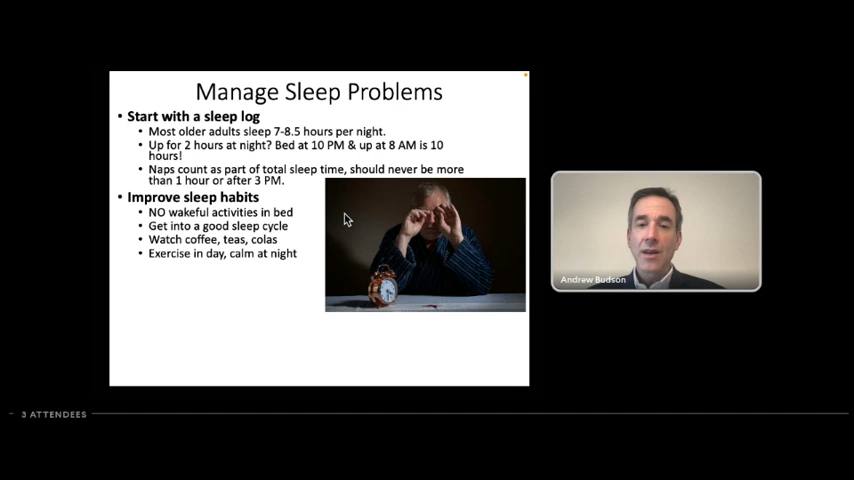 Manage Sleep Problems
• Start with a sleep log
• Most older adults sleep 7-8.5 hours per night.
• Up for 2 hours at night? Bed at 10 PM & up at 8 AM is 10
hours!
• Naps count as part of total sleep time, should never be more
than 1 hour or after 3 PM.
• Improve sleep habits
• NO wakeful activities in bed
• Get into a good sleep cycle
• Watch coffee, teas, colas
• Exercise in day, calm at night
Andrew Budson
3 ATTENDEES